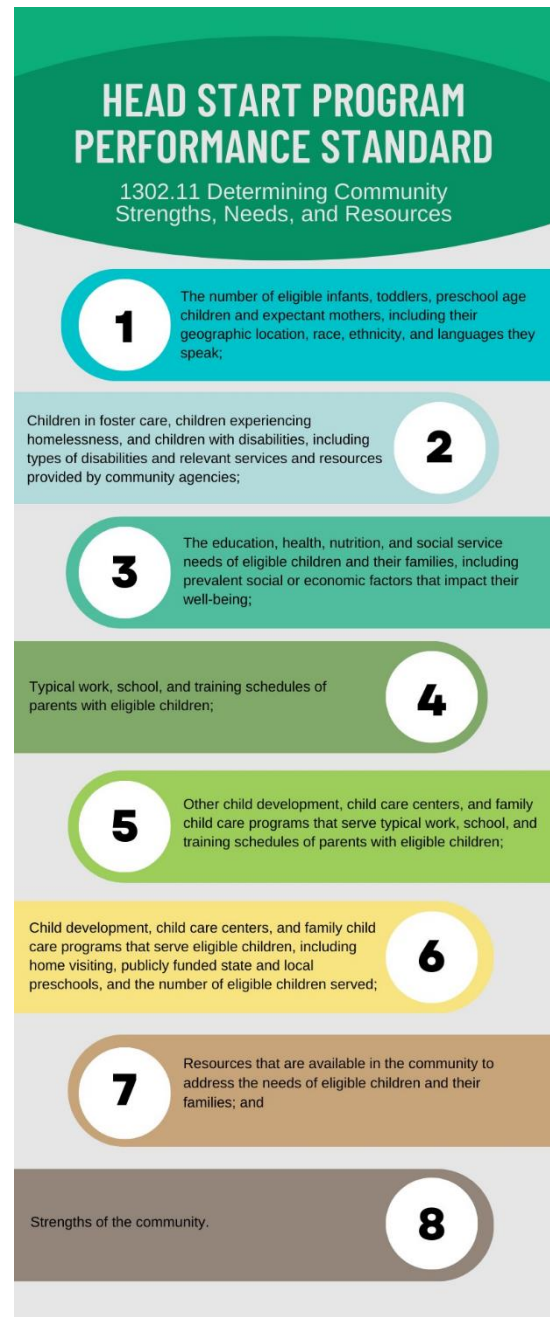 HEAD START PROGRAM
PERFORMANCE STANDARD
1302.11 Determining Community
Strengths, Needs, and Resources
1
The number of eligible infants, toddlers, preschool age
children and expectant mothers, including their
geographic location, race, ethnicity, and languages they
speak;
Children in foster care, children experiencing
homelessness, and children with disabilities, including
types of disabilities and relevant services and resources
provided by community agencies;
2
3
The education, health, nutrition, and social service
needs of eligible children and their families, including
prevalent social or economic factors that impact their
well-being;
Typical work, school, and training schedules of
parents with eligible children;
4
5
Other child development, child care centers, and family
child care programs that serve typical work, school, and
training schedules of parents with eligible children;
Child development, child care centers, and family child
care programs that serve eligible children, including
home visiting, publicly funded state and local
preschools, and the number of eligible children served;
6
7
Resources that are available in the community to
address the needs of eligible children and their
families; and
Strengths of the community.
8